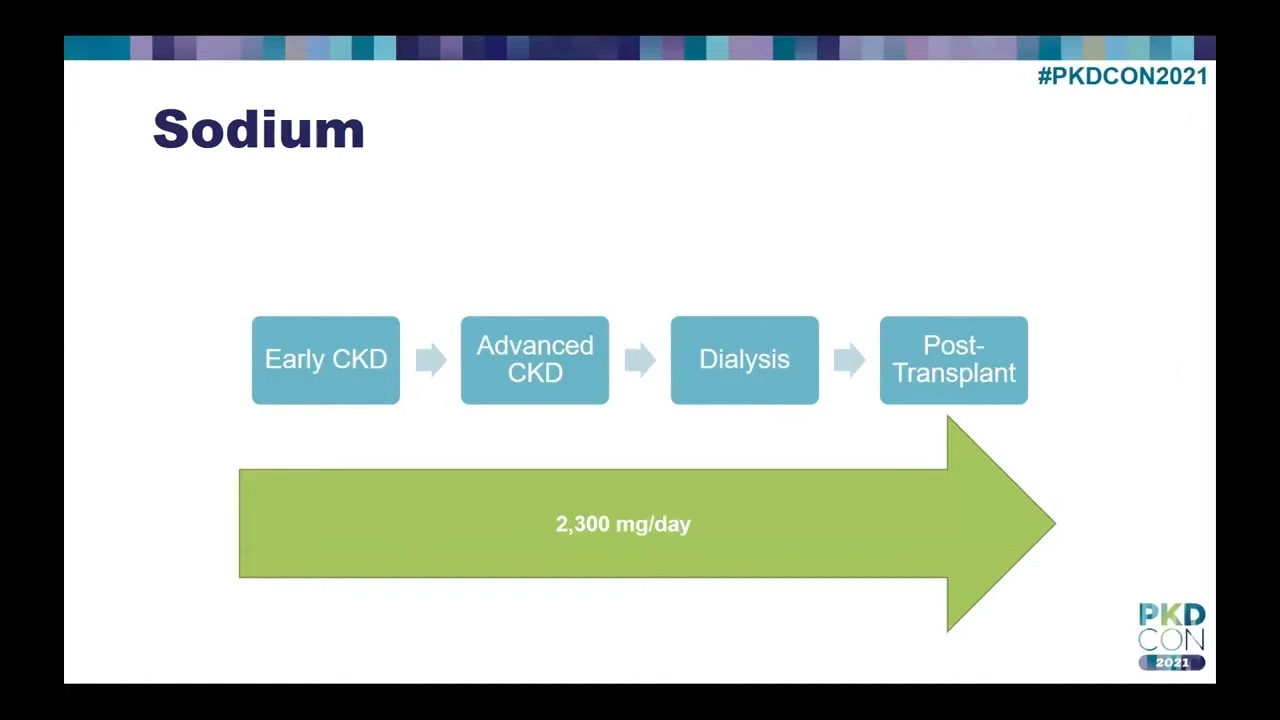 #PKDCON2021
Sodium
Early CKD
Advanced
CKD
Dialysis
Post-
Transplant
2,300 mg/day
PKD
CON
2021